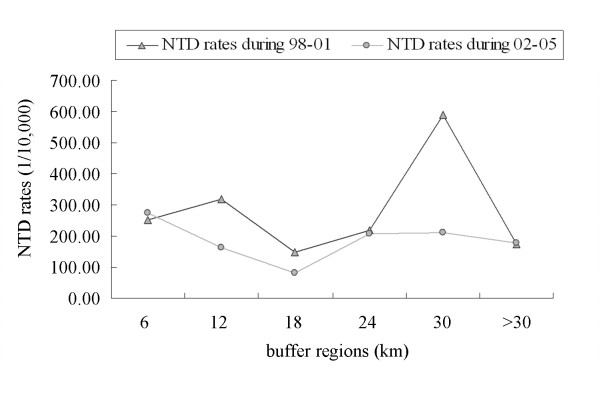 NTD rates during 98-01 NTD rates during 02-05
700.00
600.00
500.00
400.00
300.00
200.00
100.00
0.00
NTD rates (1/10,000)
6 12 18 24 30 >30
buffer regions (km)